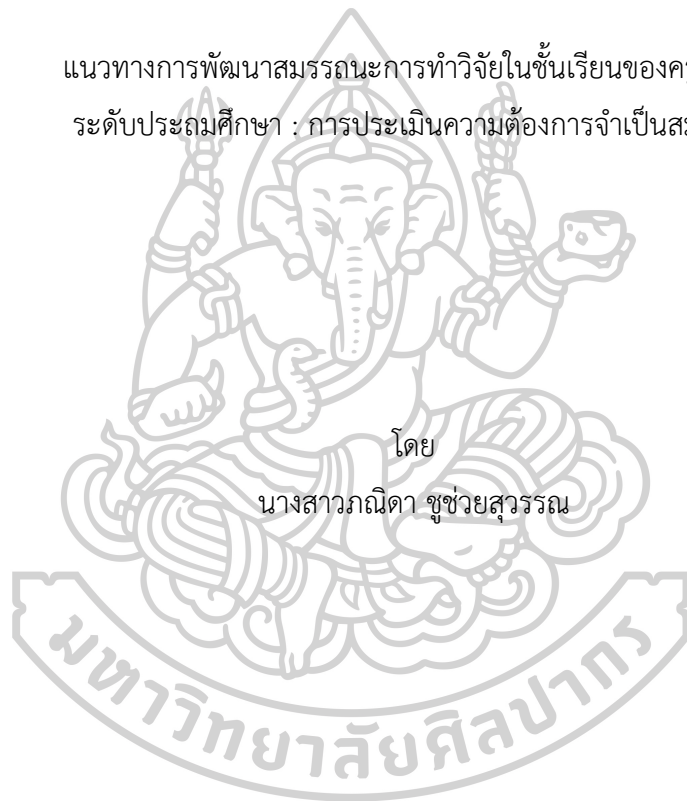 แนวทางการพัฒนาสมรรถนะการทำวิจัยในชั้นเรียนของ
ระดับประถมศึกษา : การประเมินความต้องการจำเป็น
โดย
นางสาวภณิดา ชูช่วยสุวรรณ
มหาวิทยาลัยศิลปากร